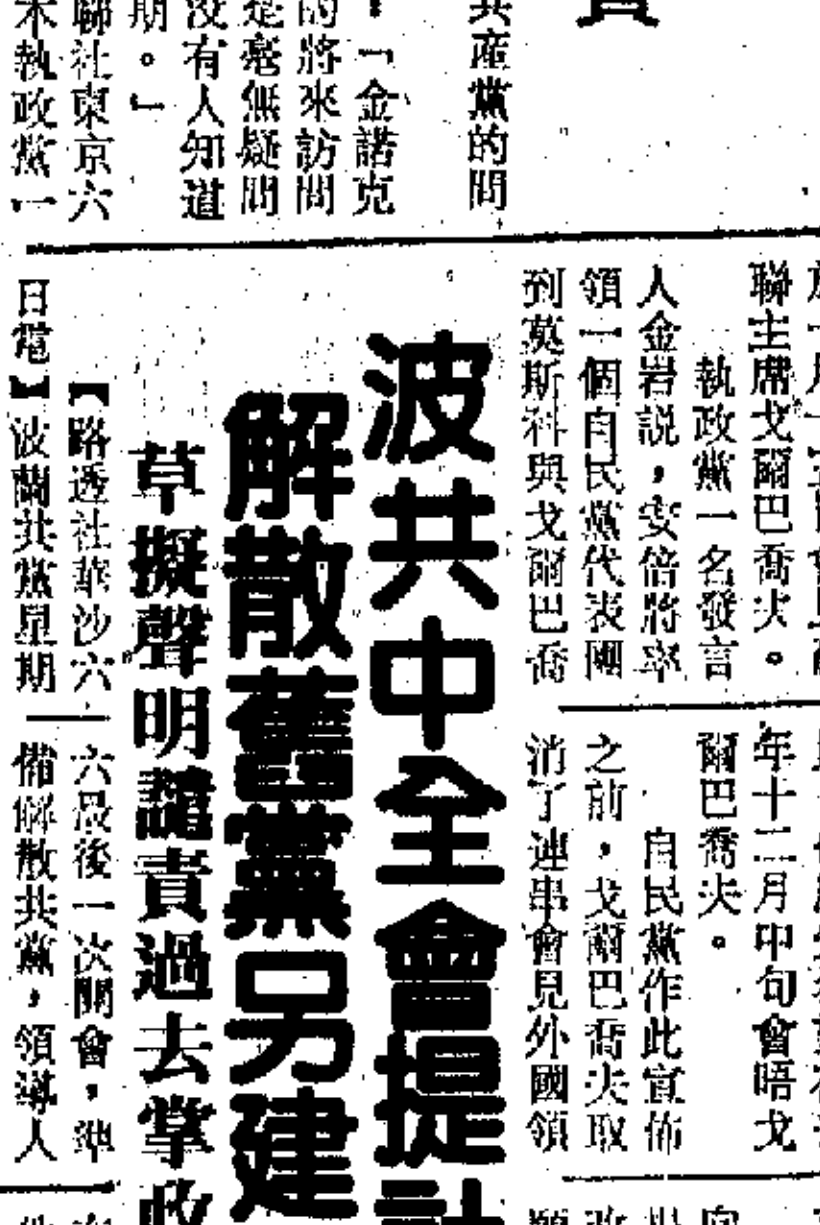 共產黨的問
，「金諾克
的將來訪問
是毫無疑問
沒有人知道
期。」
聯社東京六
本執政黨一
聯主席戈爾巴喬夫。
執政黨一名發言
人金岩説，安倍將率
領一個自民黨代表團
到莫斯科與戈爾巴喬
年十二月中旬會晤戈
爾巴喬夫。
自民黨作此宣佈
之前，戈爾巴喬夫取
消了連串會見外國領
波共中全會提
解散舊黨另建
草擬聲明譴責過去掌
【路透社華沙六
日電】波蘭共黨星期
六最後一次開會，準
備解散共黨，領導人